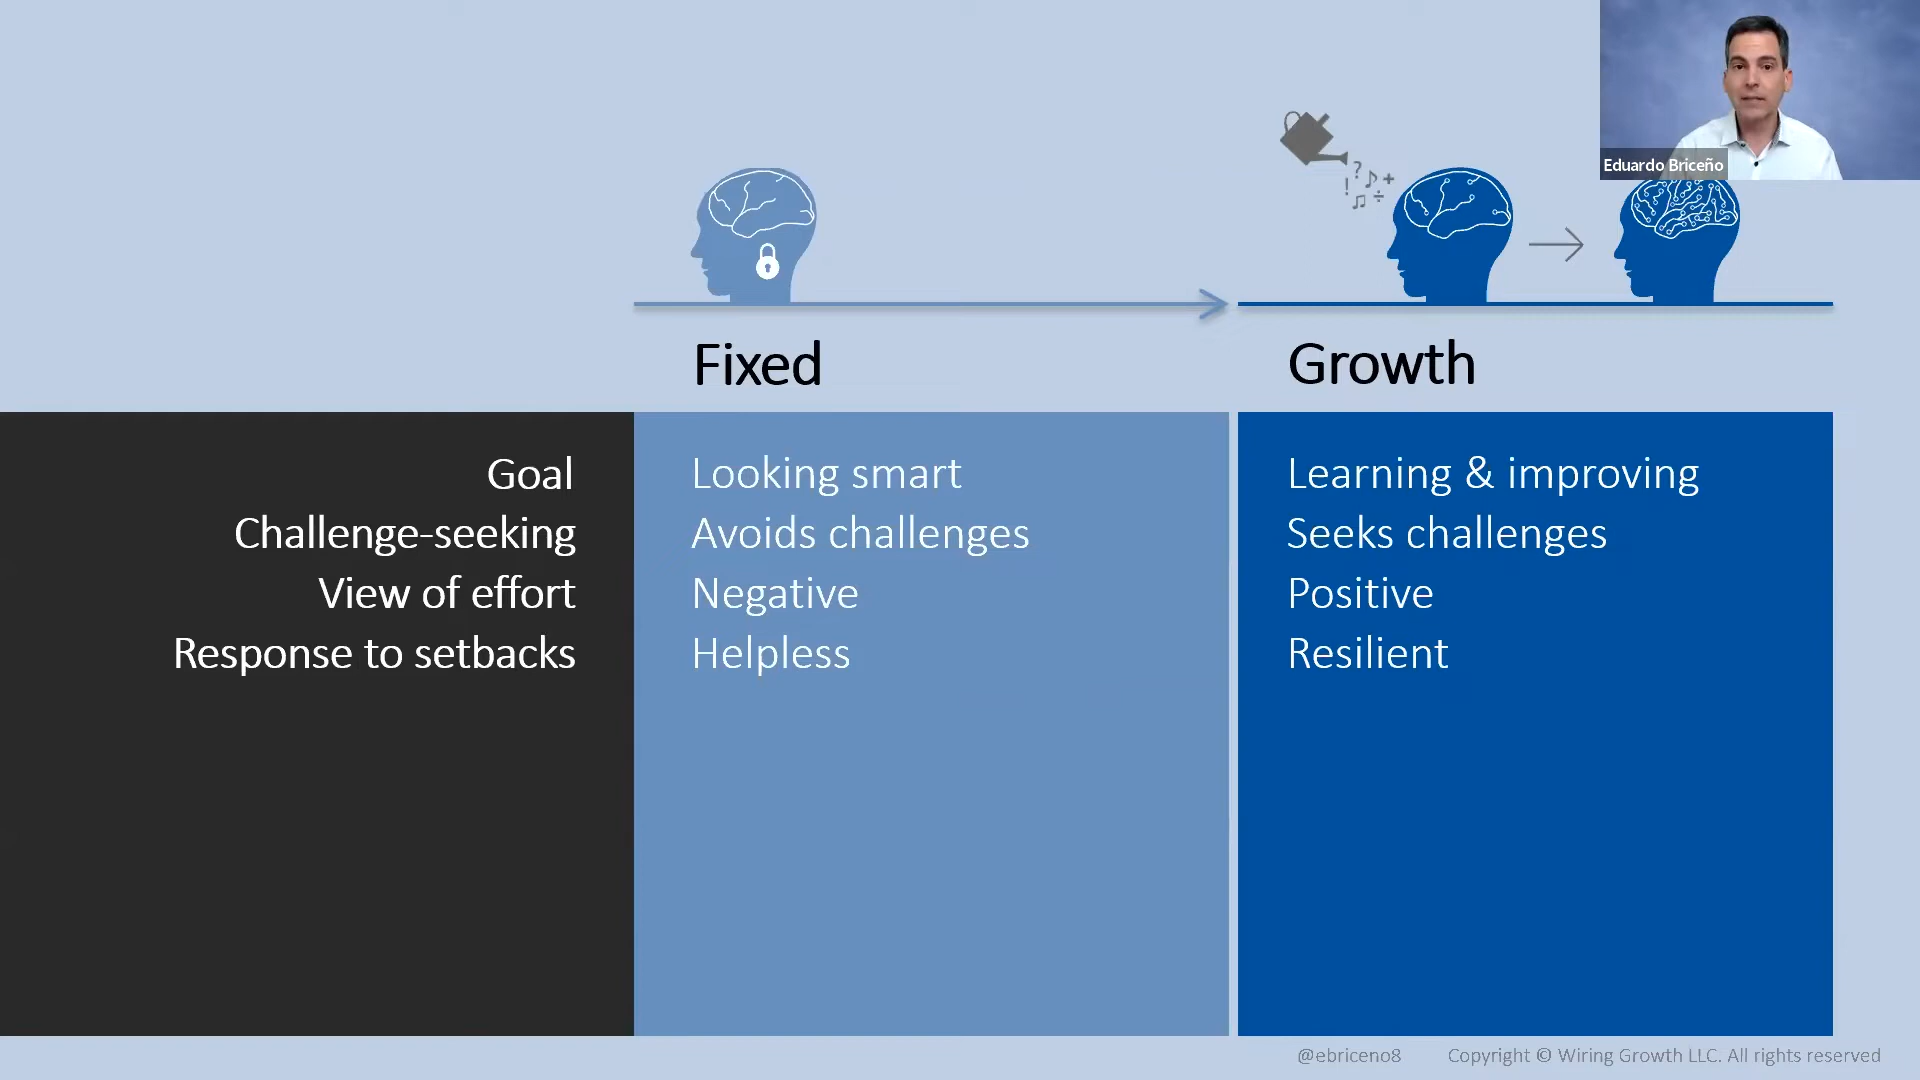 Eduardo Briceño
Fixed
Growth
Goal
Looking smart
Learning & improving
Challenge-seeking
Avoids challenges
Seeks challenges
View of effort
Negative
Positive
Response to setbacks
Helpless
Resilient
@ebriceno8
Copyright © Wiring Growth LLC. All rights reserved